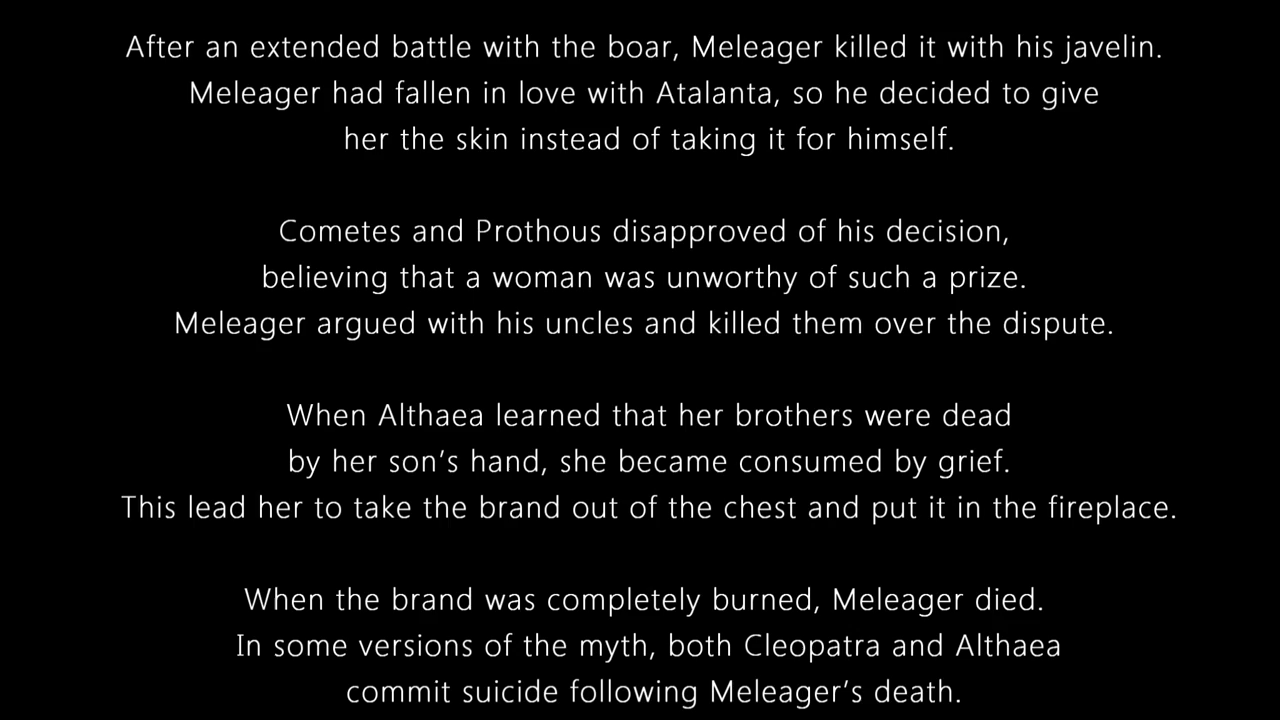 After an extended battle with the boar, Meleager killed it with his javelin.
Meleager had fallen in love with Atalanta, so he decided to give
her the skin instead of taking it for himself.
Cometes and Prothous disapproved of his decision,
believing that a woman was unworthy of such a prize.
Meleager argued with his uncles and killed them over the dispute.
When Althaea learned that her brothers were dead
by her son's hand, she became consumed by grief.
This lead her to take the brand out of the chest and put it in the fireplace.
When the brand was completely burned, Meleager died.
In some versions of the myth, both Cleopatra and Althaea
commit suicide following Meleager's death.